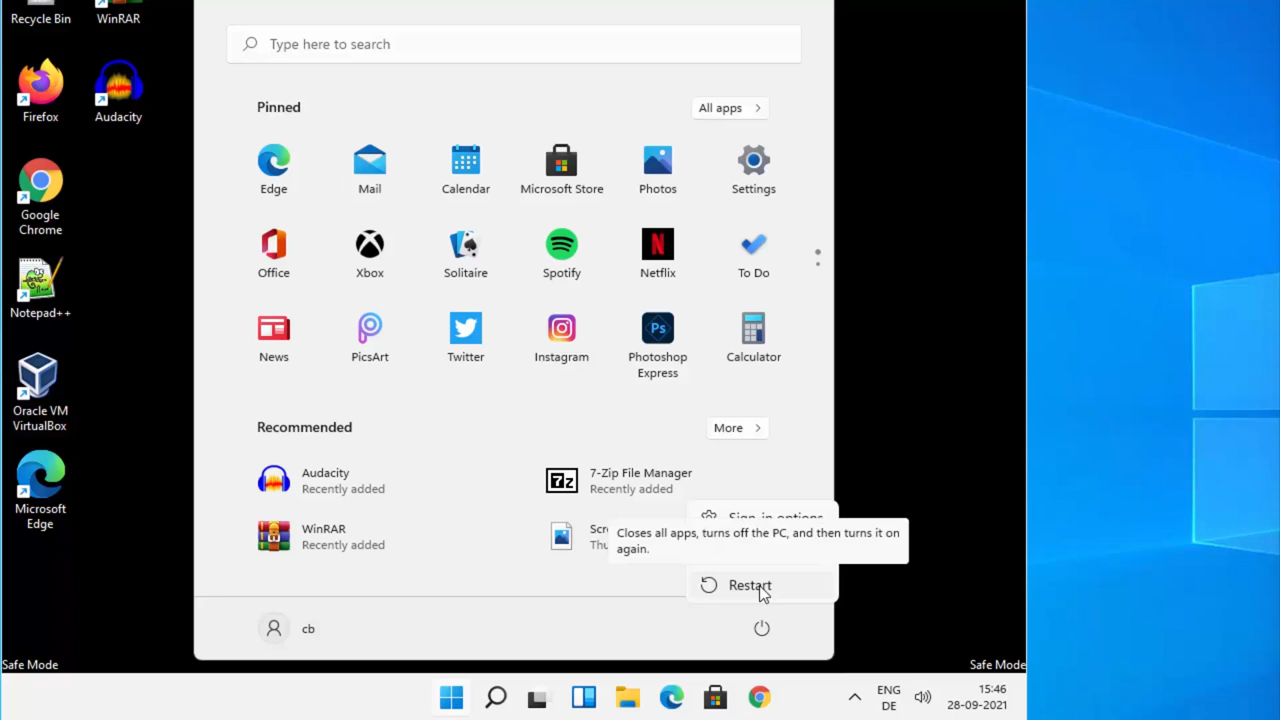 Recycle Bin
WinRAR
Firefox
Audacity
Google
Chrome
Notepad++
Oracle VM
VirtualBox
Microsoft
Edge
Safe Mode
Type here to search
Pinned
All apps
Edge
Mail
Calendar
Microsoft Store
Photos
Settings
Office
Xbox
Solitaire
Spotify
Netflix
To Do
News
PicsArt
Twitter
Instagram
Ps
Photoshop
Express
Calculator
Recommended
More
Audacity
Recently added
7z
7-Zip File Manager
Recently added
WinRAR
Recently added
Sign-in options
Closes all apps, turns off the PC, and then turns it on
again.
Restart
cb
Safe Mode
ENG
DE
15:46
28-09-2021